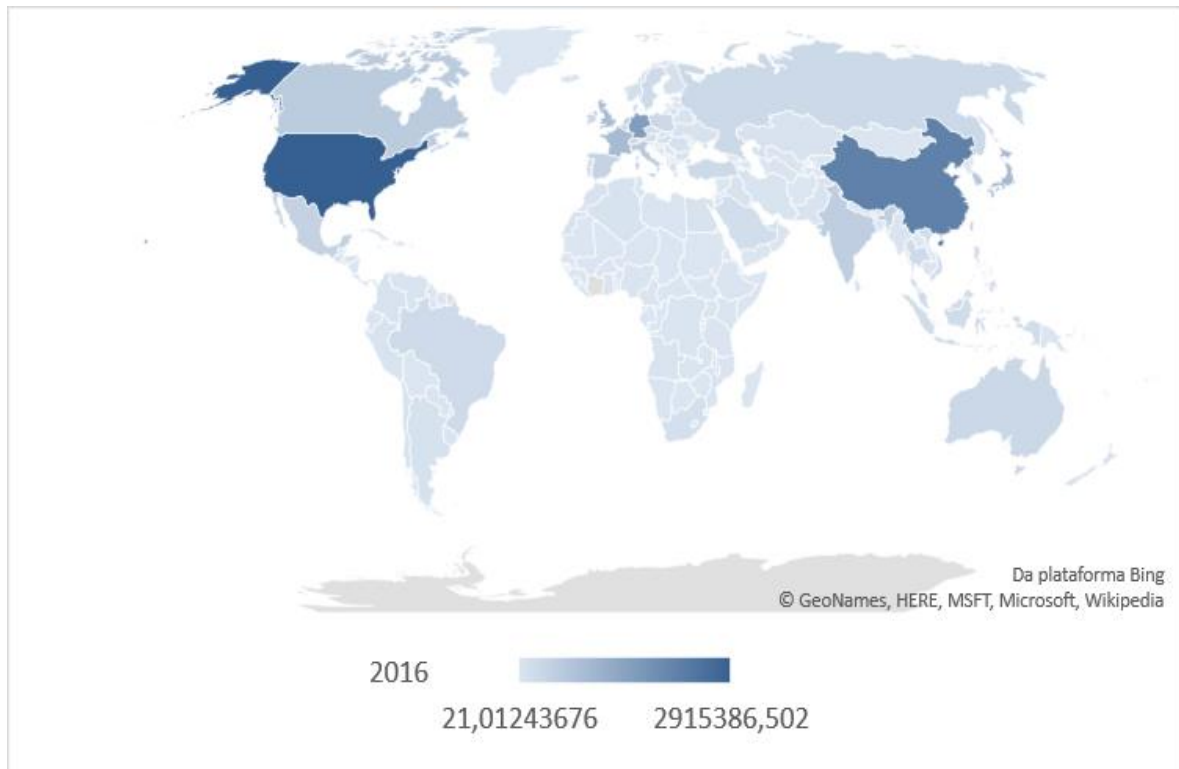 Da plataforma Bing
© GeoNames, HERE, MSFT, Microsoft, Wikipedia
2016
21,01243676 2915386,502